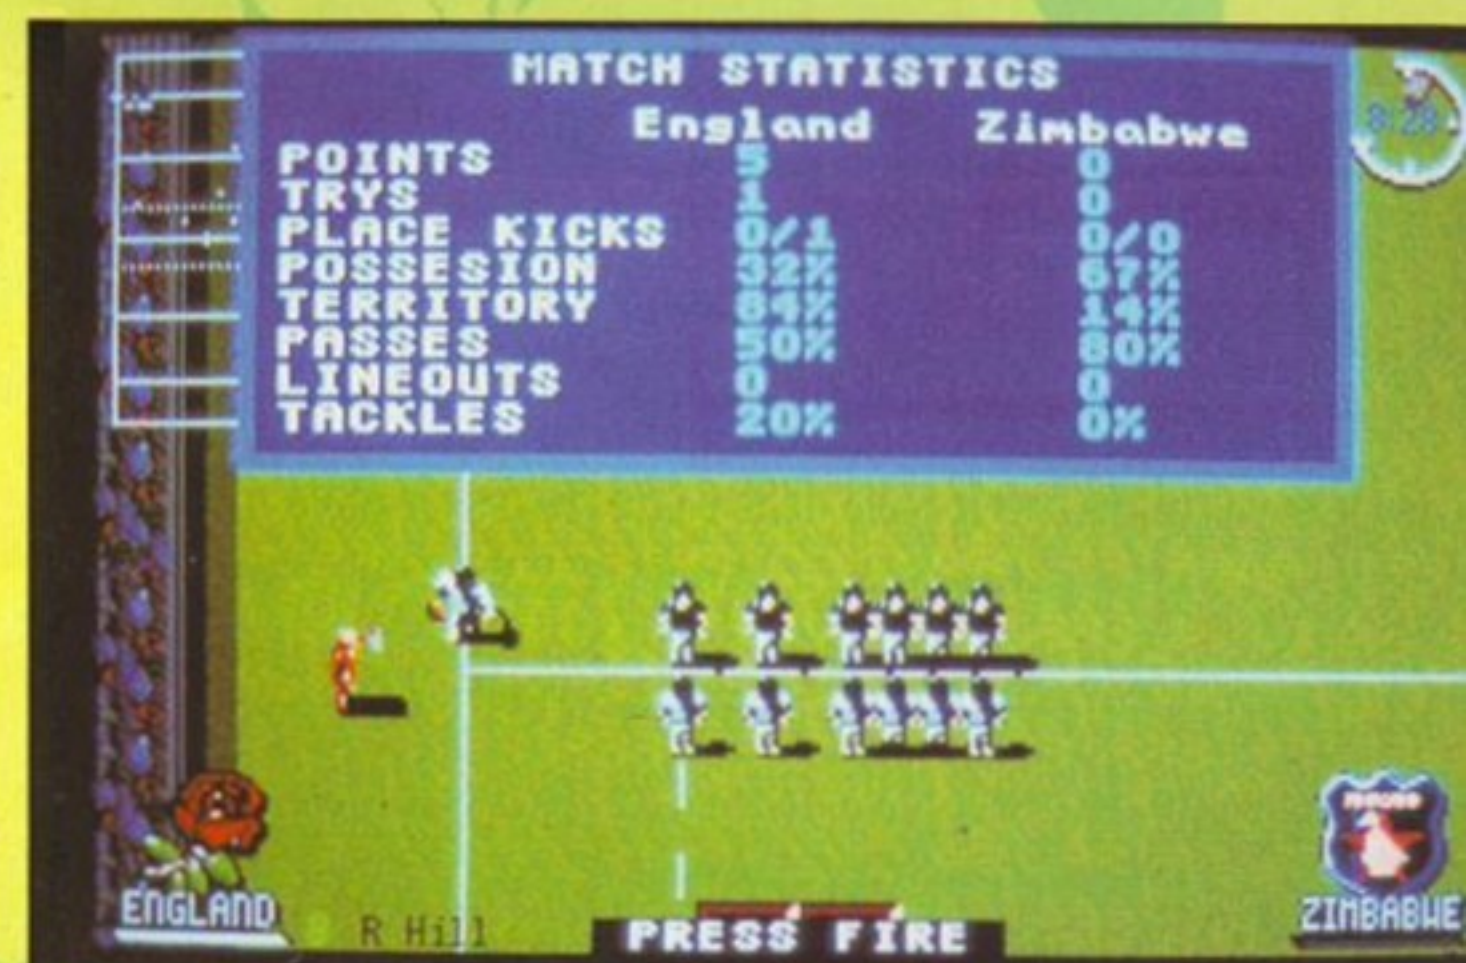 MATCH STATISTICS
England Zimbabwe
POINTS 5 0
TRYS 1 0
PLACE KICKS 0/1 0/0
POSSESION 32% 67%
TERRITORY 84% 14%
PASSES 50% 80%
LINEOUTS 0 0
TACKLES 20% 0%
ENGLAND
R Hill
PRESS FIRE
ZIMBABWE